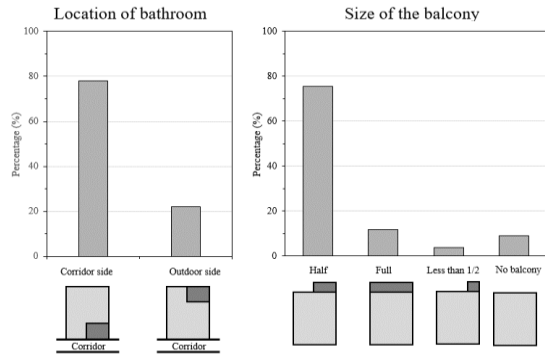 Location of bathroom
Percentage (%)
100
80
60
40
20
0
Corridor side
Outdoor side
Corridor
Corridor
Size of the balcony
Percentage (%)
100
80
60
40
20
0
Half
Full
Less than 1/2
No balcony